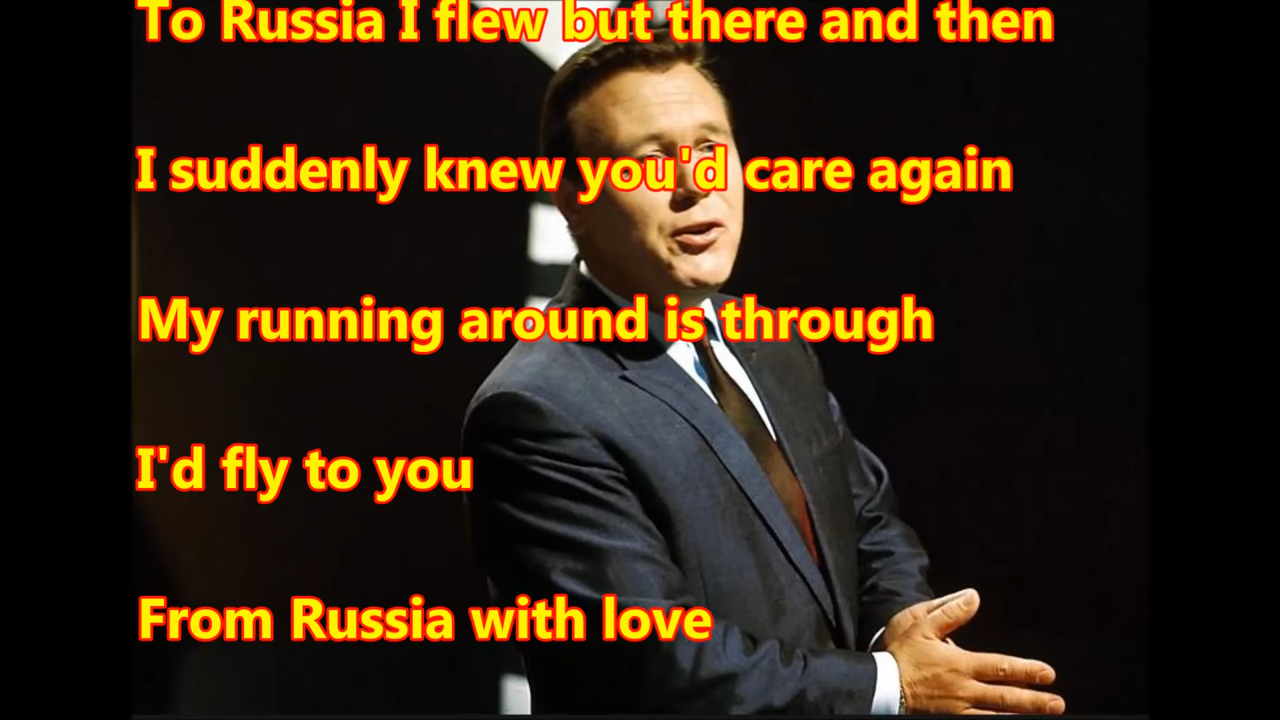 To Russia I flew but there and then
I suddenly knew you'd care again
My running around is through
I'd fly to you
From Russia with love